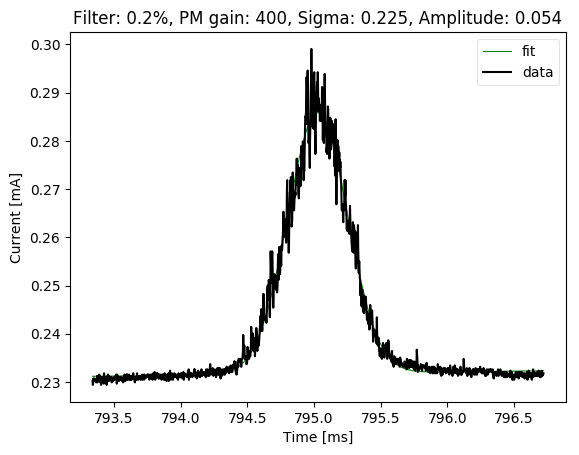 Filter: 0.2%, PM gain: 400, Sigma: 0.225, Amplitude: 0.054
fit
data
Current [mA]
0.30
0.29
0.28
0.27
0.26
0.25
0.24
0.23
793.5 794.0 794.5 795.0 795.5 796.0 796.5
Time [ms]